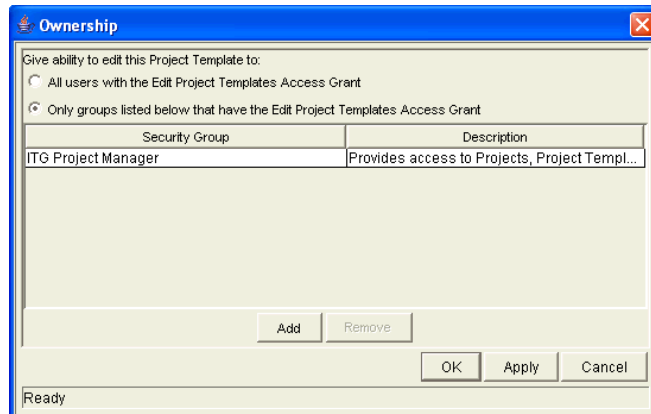 Ownership
Give ability to edit this Project Template to:
All users with the Edit Project Templates Access Grant
Only groups listed below that have the Edit Project Templates Access Grant
Security Group Description
ITG Project Manager Provides access to Projects, Project Templ...
Add Remove
OK Apply Cancel
Ready